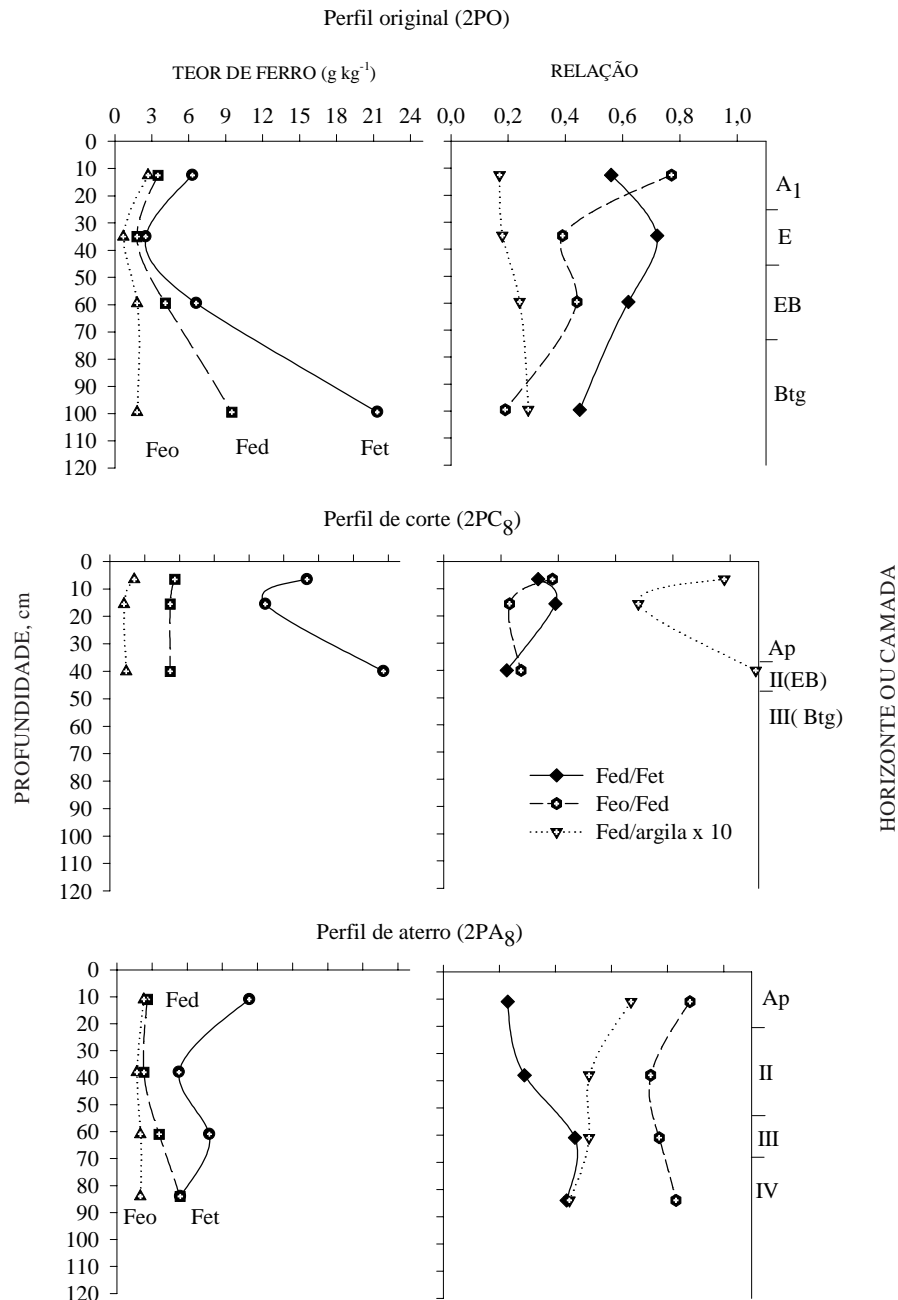 Perfil original (2PO)
TEOR DE FERRO (g kg-1)
RELAÇÃO
0 3 6 9 12 15 18 21 24
0,0 0,2 0,4 0,6 0,8 1,0
0
10
20
30
40
50
60
70
80
90
100
110
120
A1
E
EB
Btg
Feo Fed Fet
Perfil de corte (2PC8)
PROFUNDIDADE, cm
0
10
20
30
40
50
60
70
80
90
100
110
120
Ap
II(EB)
III( Btg)
Fed/Fet
Feo/Fed
Fed/argila x 10
HORIZONTE OU CAMADA
Perfil de aterro (2PA8)
0
10
20
30
40
50
60
70
80
90
100
110
120
Fed
Feo Fet
Ap
II
III
IV